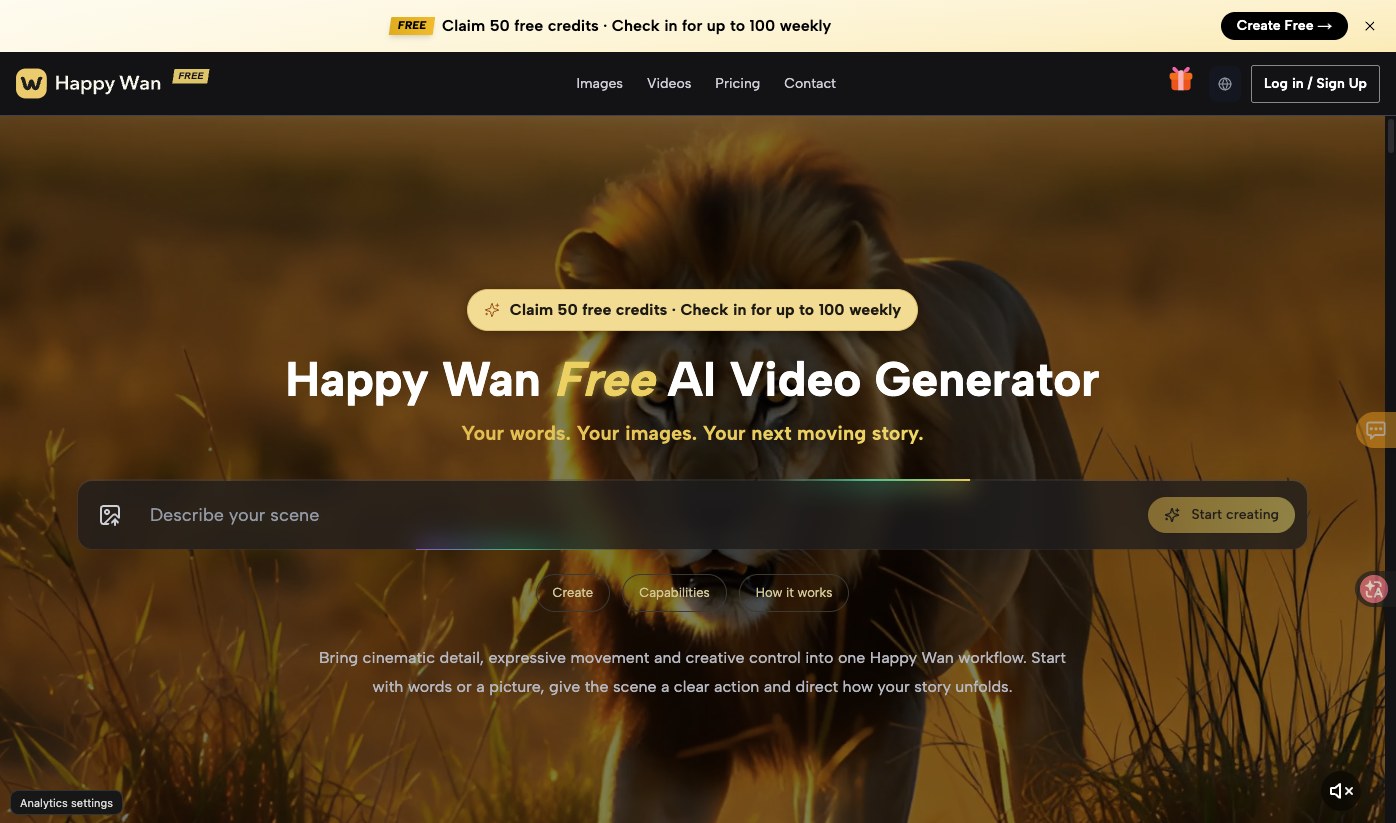 FREE Claim 50 free credits · Check in for up to 100 weekly
Create Free →
W Happy Wan FREE
Images
Videos
Pricing
Contact
Log in / Sign Up
Claim 50 free credits · Check in for up to 100 weekly
Happy Wan Free AI Video Generator
Your words. Your images. Your next moving story.
Describe your scene
Start creating
Create
Capabilities
How it works
Bring cinematic detail, expressive movement and creative control into one Happy Wan workflow. Start
with words or a picture, give the scene a clear action and direct how your story unfolds.
Analytics settings